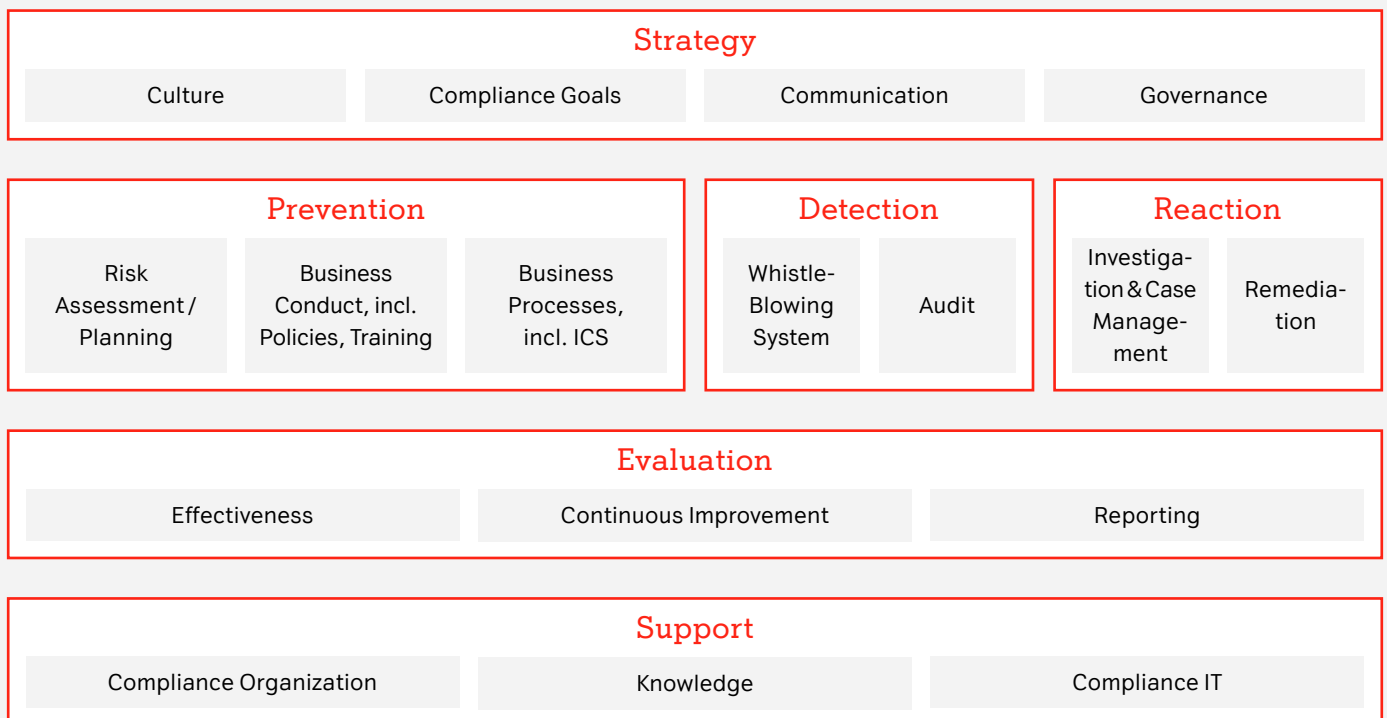 Strategy
Culture
Compliance Goals
Communication
Governance
Prevention
Risk
Assessment /
Planning
Business
Conduct, incl.
Policies, Training
Business
Processes,
incl. ICS
Detection
Whistle-
Blowing
System
Audit
Reaction
Investiga-
tion & Case
Manage-
ment
Remedia-
tion
Evaluation
Effectiveness
Continuous Improvement
Reporting
Support
Compliance Organization
Knowledge
Compliance IT